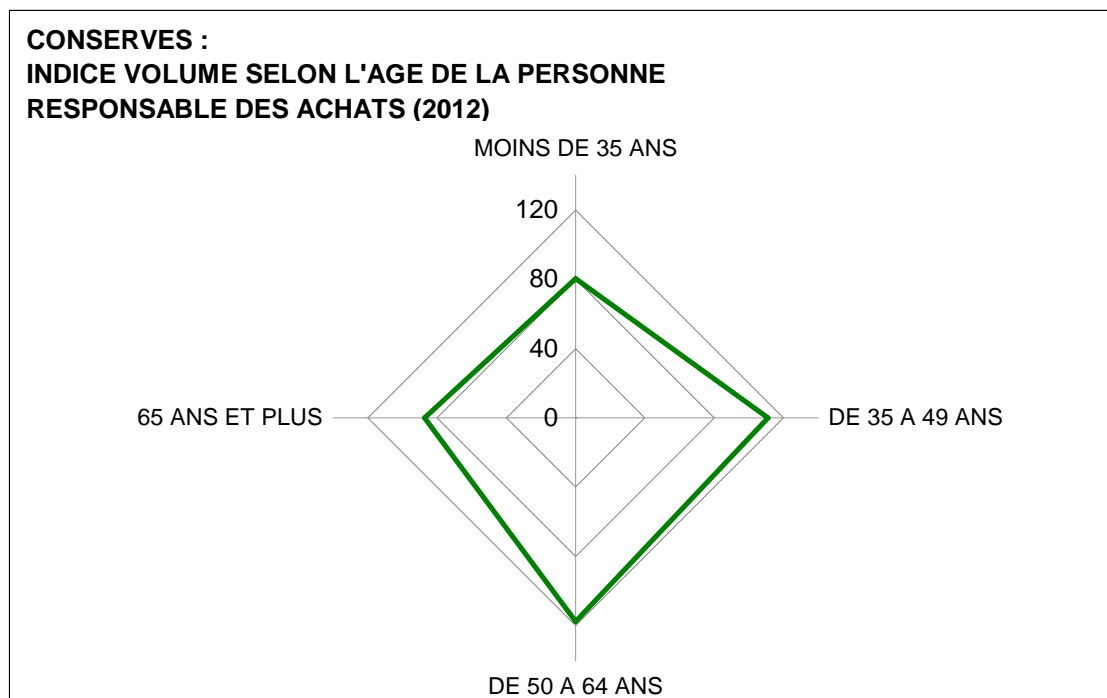 CONSERVES :
INDICE VOLUME SELON L'AGE DE LA PERSONNE
RESPONSABLE DES ACHATS (2012)
MOINS DE 35 ANS
120
80
40
65 ANS ET PLUS
0
DE 35 A 49 ANS
DE 50 A 64 ANS